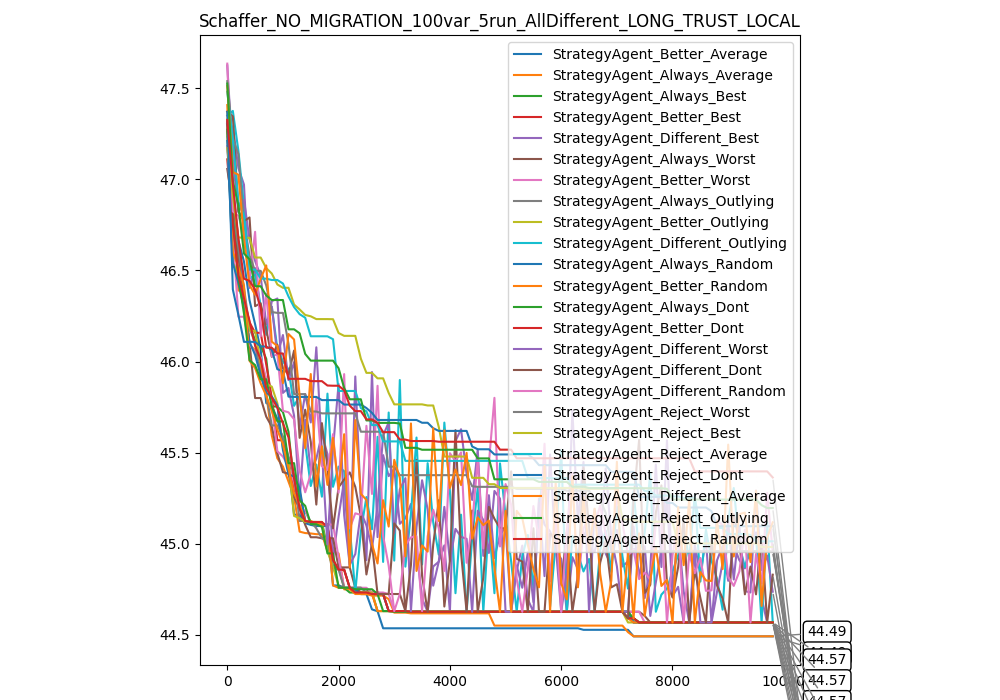 Schaffer_NO_MIGRATION_100var_5run_AllDifferent_LONG_TRUST_LOCAL
47.5
47.0
46.5
46.0
45.5
45.0
44.5
0
2000
4000
6000
8000
StrategyAgent_Better_Average
StrategyAgent_Always_Average
StrategyAgent_Always_Best
StrategyAgent_Better_Best
StrategyAgent_Different_Best
StrategyAgent_Always_Worst
StrategyAgent_Better_Worst
StrategyAgent_Always_Outlying
StrategyAgent_Better_Outlying
StrategyAgent_Different_Outlying
StrategyAgent_Always_Random
StrategyAgent_Better_Random
StrategyAgent_Always_Dont
StrategyAgent_Better_Dont
StrategyAgent_Different_Worst
StrategyAgent_Different_Dont
StrategyAgent_Different_Random
StrategyAgent_Reject_Worst
StrategyAgent_Reject_Best
StrategyAgent_Reject_Average
StrategyAgent_Reject_Dont
StrategyAgent_Different_Average
StrategyAgent_Reject_Outlying
StrategyAgent_Reject_Random
44.49
44.57
44.57